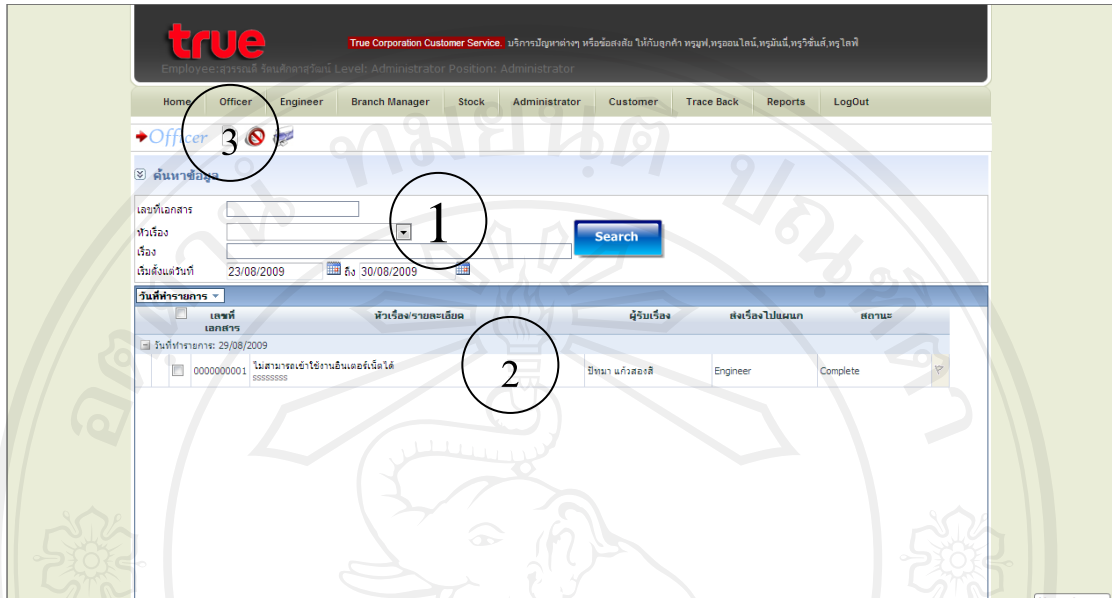 true
True Corporation Customer Service. บริการปัญหาต่างๆ หรือข้อสงสัย ให้กับลูกค้า ทรูมูฟ,ทรูออนไลน์,ทรูมันนี่,ทรูวิชั่นส์,ทรูไลฟ์
Level: Administrator Position: Administrator
Home Officer Engineer Branch Manager Stock Administrator Customer Trace Back Reports LogOut
Officer 3
ค้นหาข้อมูล
เลขที่เอกสาร
หัวเรื่อง 1
Search
เรื่อง
เริ่มตั้งแต่วันที่ 23/08/2009 ถึง 30/08/2009
วันที่ทำรายการ
เลขที่เอกสาร หัวเรื่อง/รายละเอียด ผู้รับเรื่อง ส่งเรื่องไปแผนก สถานะ
วันที่ทำรายการ: 29/08/2009
0000000001 ไม่สามารถเข้าใช้งานอินเตอร์เน็ตได้ 2 ปัทมา แก้วสองสี Engineer Complete
ssssssss